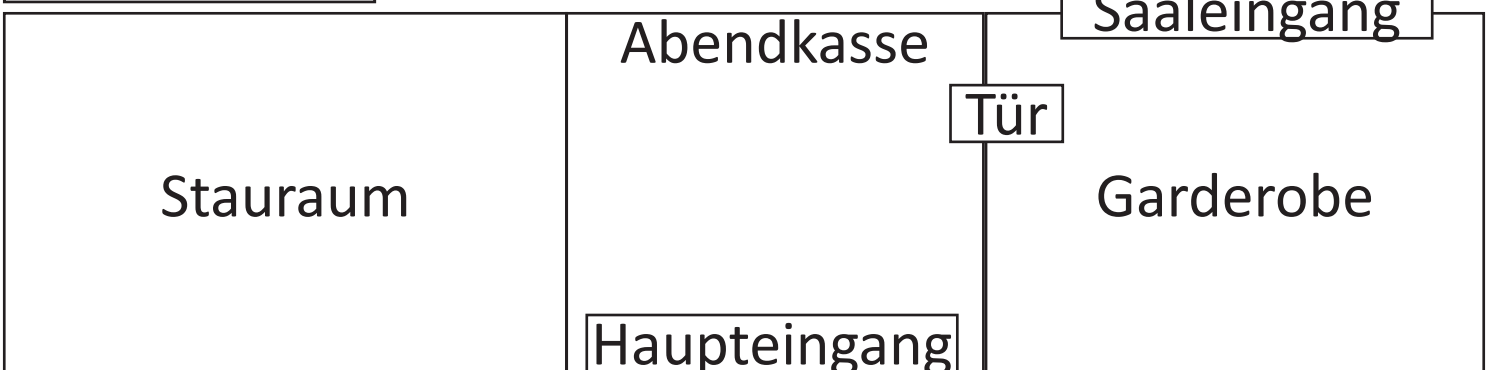 Saaleingang
Abendkasse
Tür
Stauraum
Garderobe
Haupteingang